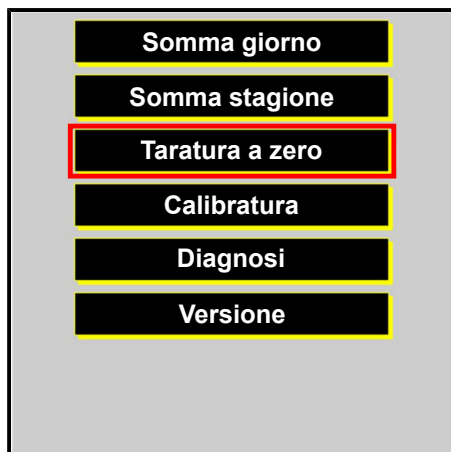 Somma giorno
Somma stagione
Taratura a zero
Calibratura
Diagnosi
Versione